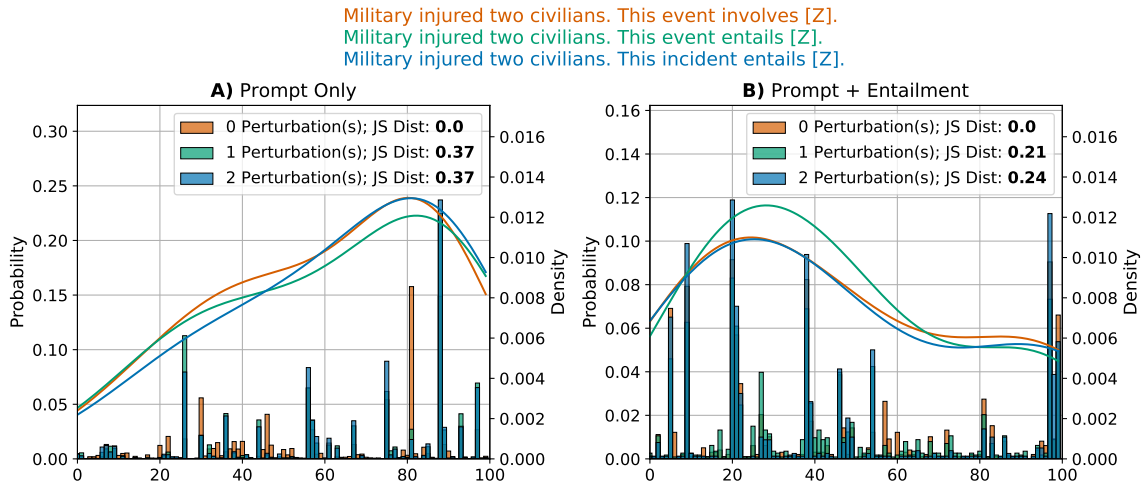 Military injured two civilians. This event involves [Z].
Military injured two civilians. This event entails [Z].
Military injured two civilians. This incident entails [Z].
A) Prompt Only
0 Perturbation(s); JS Dist: 0.0
1 Perturbation(s); JS Dist: 0.37
2 Perturbation(s); JS Dist: 0.37
Probability
0.30
0.25
0.20
0.15
0.10
0.05
0.00
0 20 40 60 80 100
0.016
0.014
0.012
0.010
0.008
0.006
0.004
0.002
0.000
Density
B) Prompt + Entailment
0 Perturbation(s); JS Dist: 0.0
1 Perturbation(s); JS Dist: 0.21
2 Perturbation(s); JS Dist: 0.24
Probability
0.16
0.14
0.12
0.10
0.08
0.06
0.04
0.02
0.00
0 20 40 60 80 100
0.016
0.014
0.012
0.010
0.008
0.006
0.004
0.002
0.000
Density